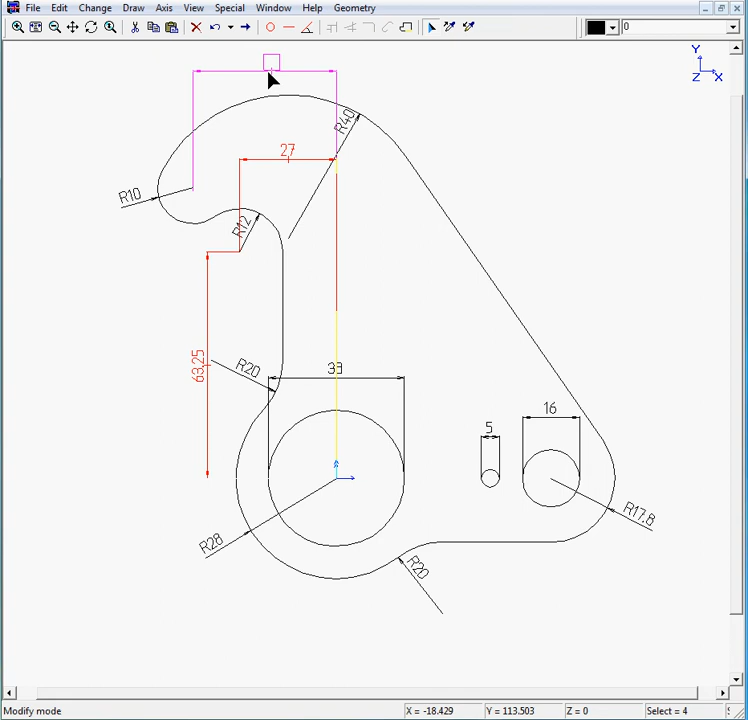 File Edit Change Draw Axis View Special Window Help Geometry
0
Y
Z X
R40
27
R10
R12
63,25
R20
33
16
5
R17.8
R28
R20
Modify mode X = -18.429 Y = 113.503 Z = 0 Select = 4